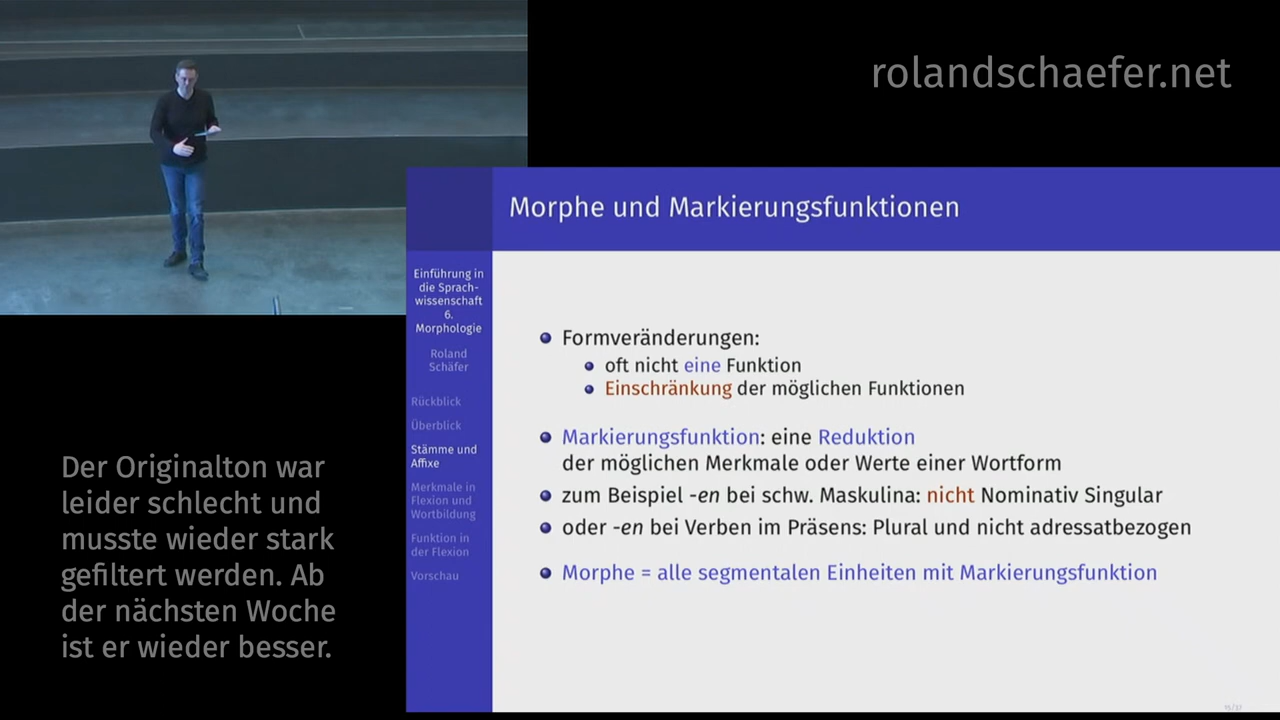 rolandschaefer.net
Morphe und Markierungsfunktionen
Einführung in
die Sprach-
wissenschaft
6.
Morphologie
Roland
Schäfer
Rückblick
Überblick
Stämme und
Affixe
Merkmale in
Flexion und
Wortbildung
Funktion in
der Flexion
Vorschau
Formveränderungen:
oft nicht eine Funktion
Einschränkung der möglichen Funktionen
Markierungsfunktion: eine Reduktion
der möglichen Merkmale oder Werte einer Wortform
zum Beispiel -en bei schw. Maskulina: nicht Nominativ Singular
oder -en bei Verben im Präsens: Plural und nicht adressatbezogen
Morphe = alle segmentalen Einheiten mit Markierungsfunktion
Der Originalton war
leider schlecht und
musste wieder stark
gefiltert werden. Ab
der nächsten Woche
ist er wieder besser.